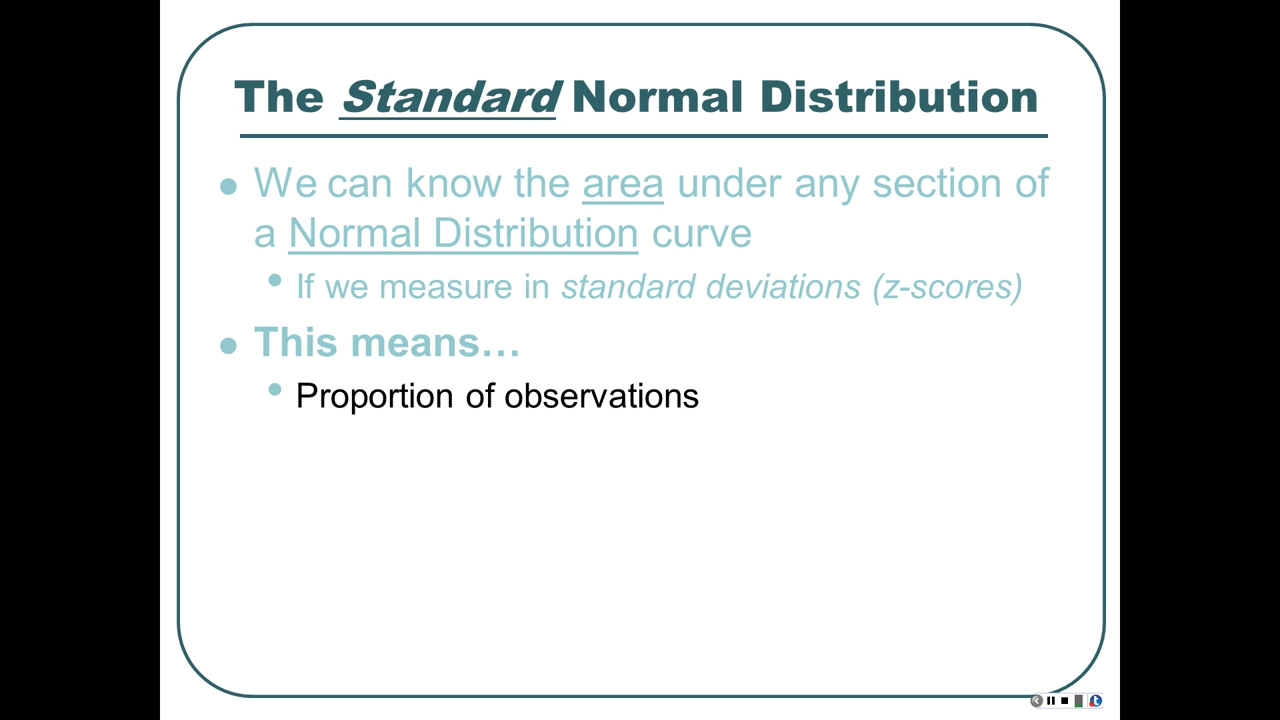 The Standard Normal Distribution
We can know the area under any section of
a Normal Distribution curve
If we measure in standard deviations (z-scores)
This means…
Proportion of observations